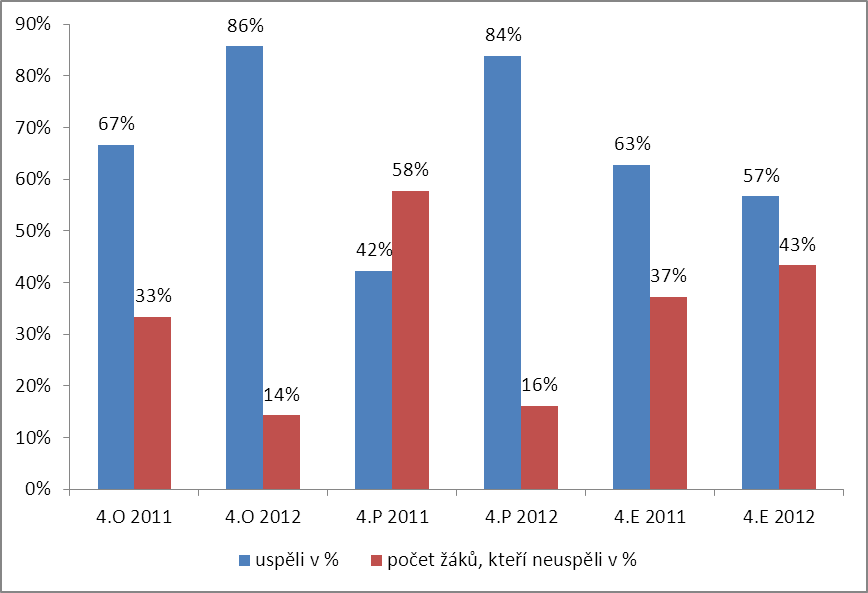 90%
80%
70%
60%
50%
40%
30%
20%
10%
0%
67%
33%
86%
14%
42%
58%
84%
16%
63%
37%
57%
43%
4.O 2011
4.O 2012
4.P 2011
4.P 2012
4.E 2011
4.E 2012
uspěli v %
počet žáků, kteří neuspěli v %